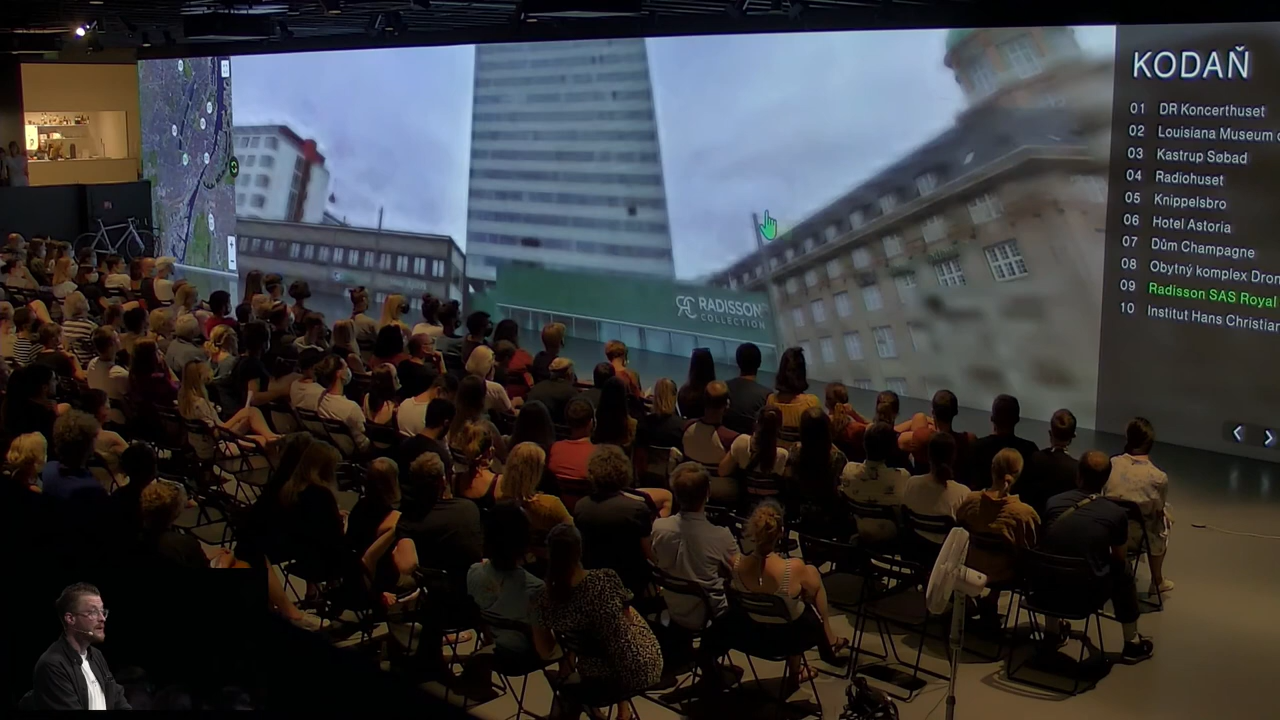 KODAŇ
01 DR Koncerthuset
02 Louisiana Museum
03 Kastrup Søbad
04 Radiohuset
05 Knippelsbro
06 Hotel Astoria
07 Dům Champagne
08 Obytný komplex
09 Radisson SAS Royal
10 Institut Hans
RADISSON
COLLECTION